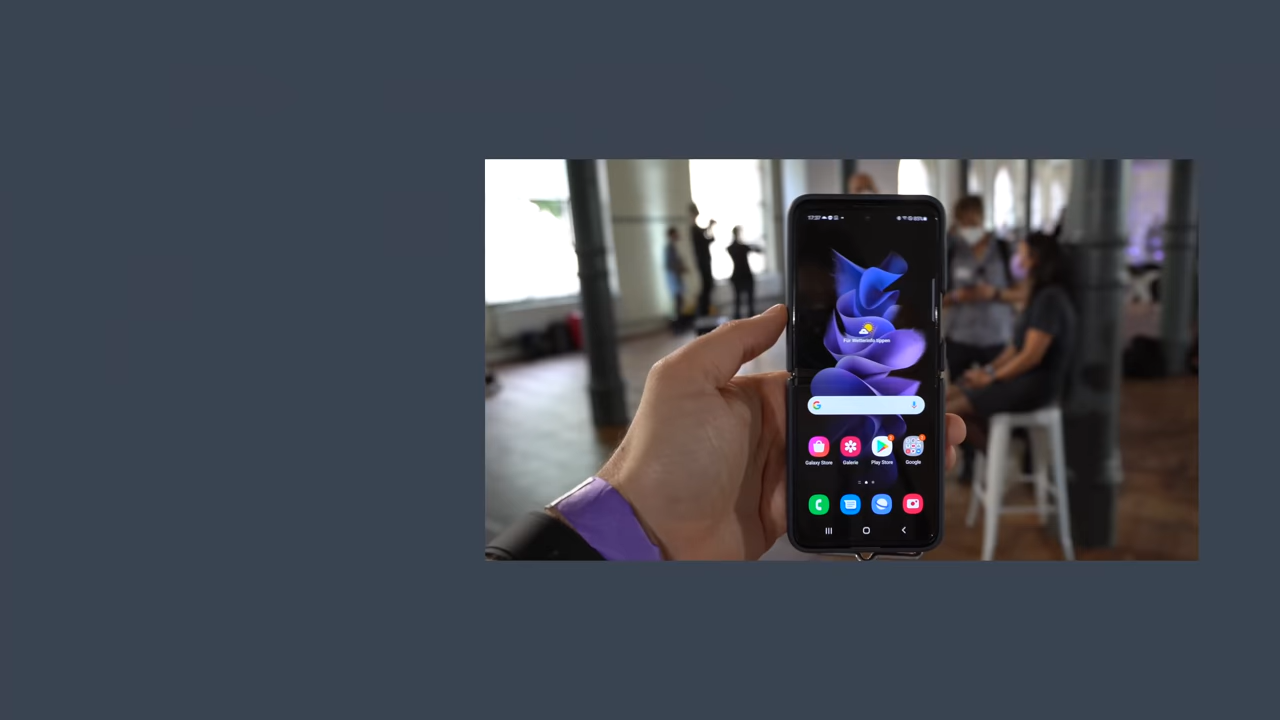 Für Wetterinfo tippen
Galaxy Store
Galerie
Play Store
Google